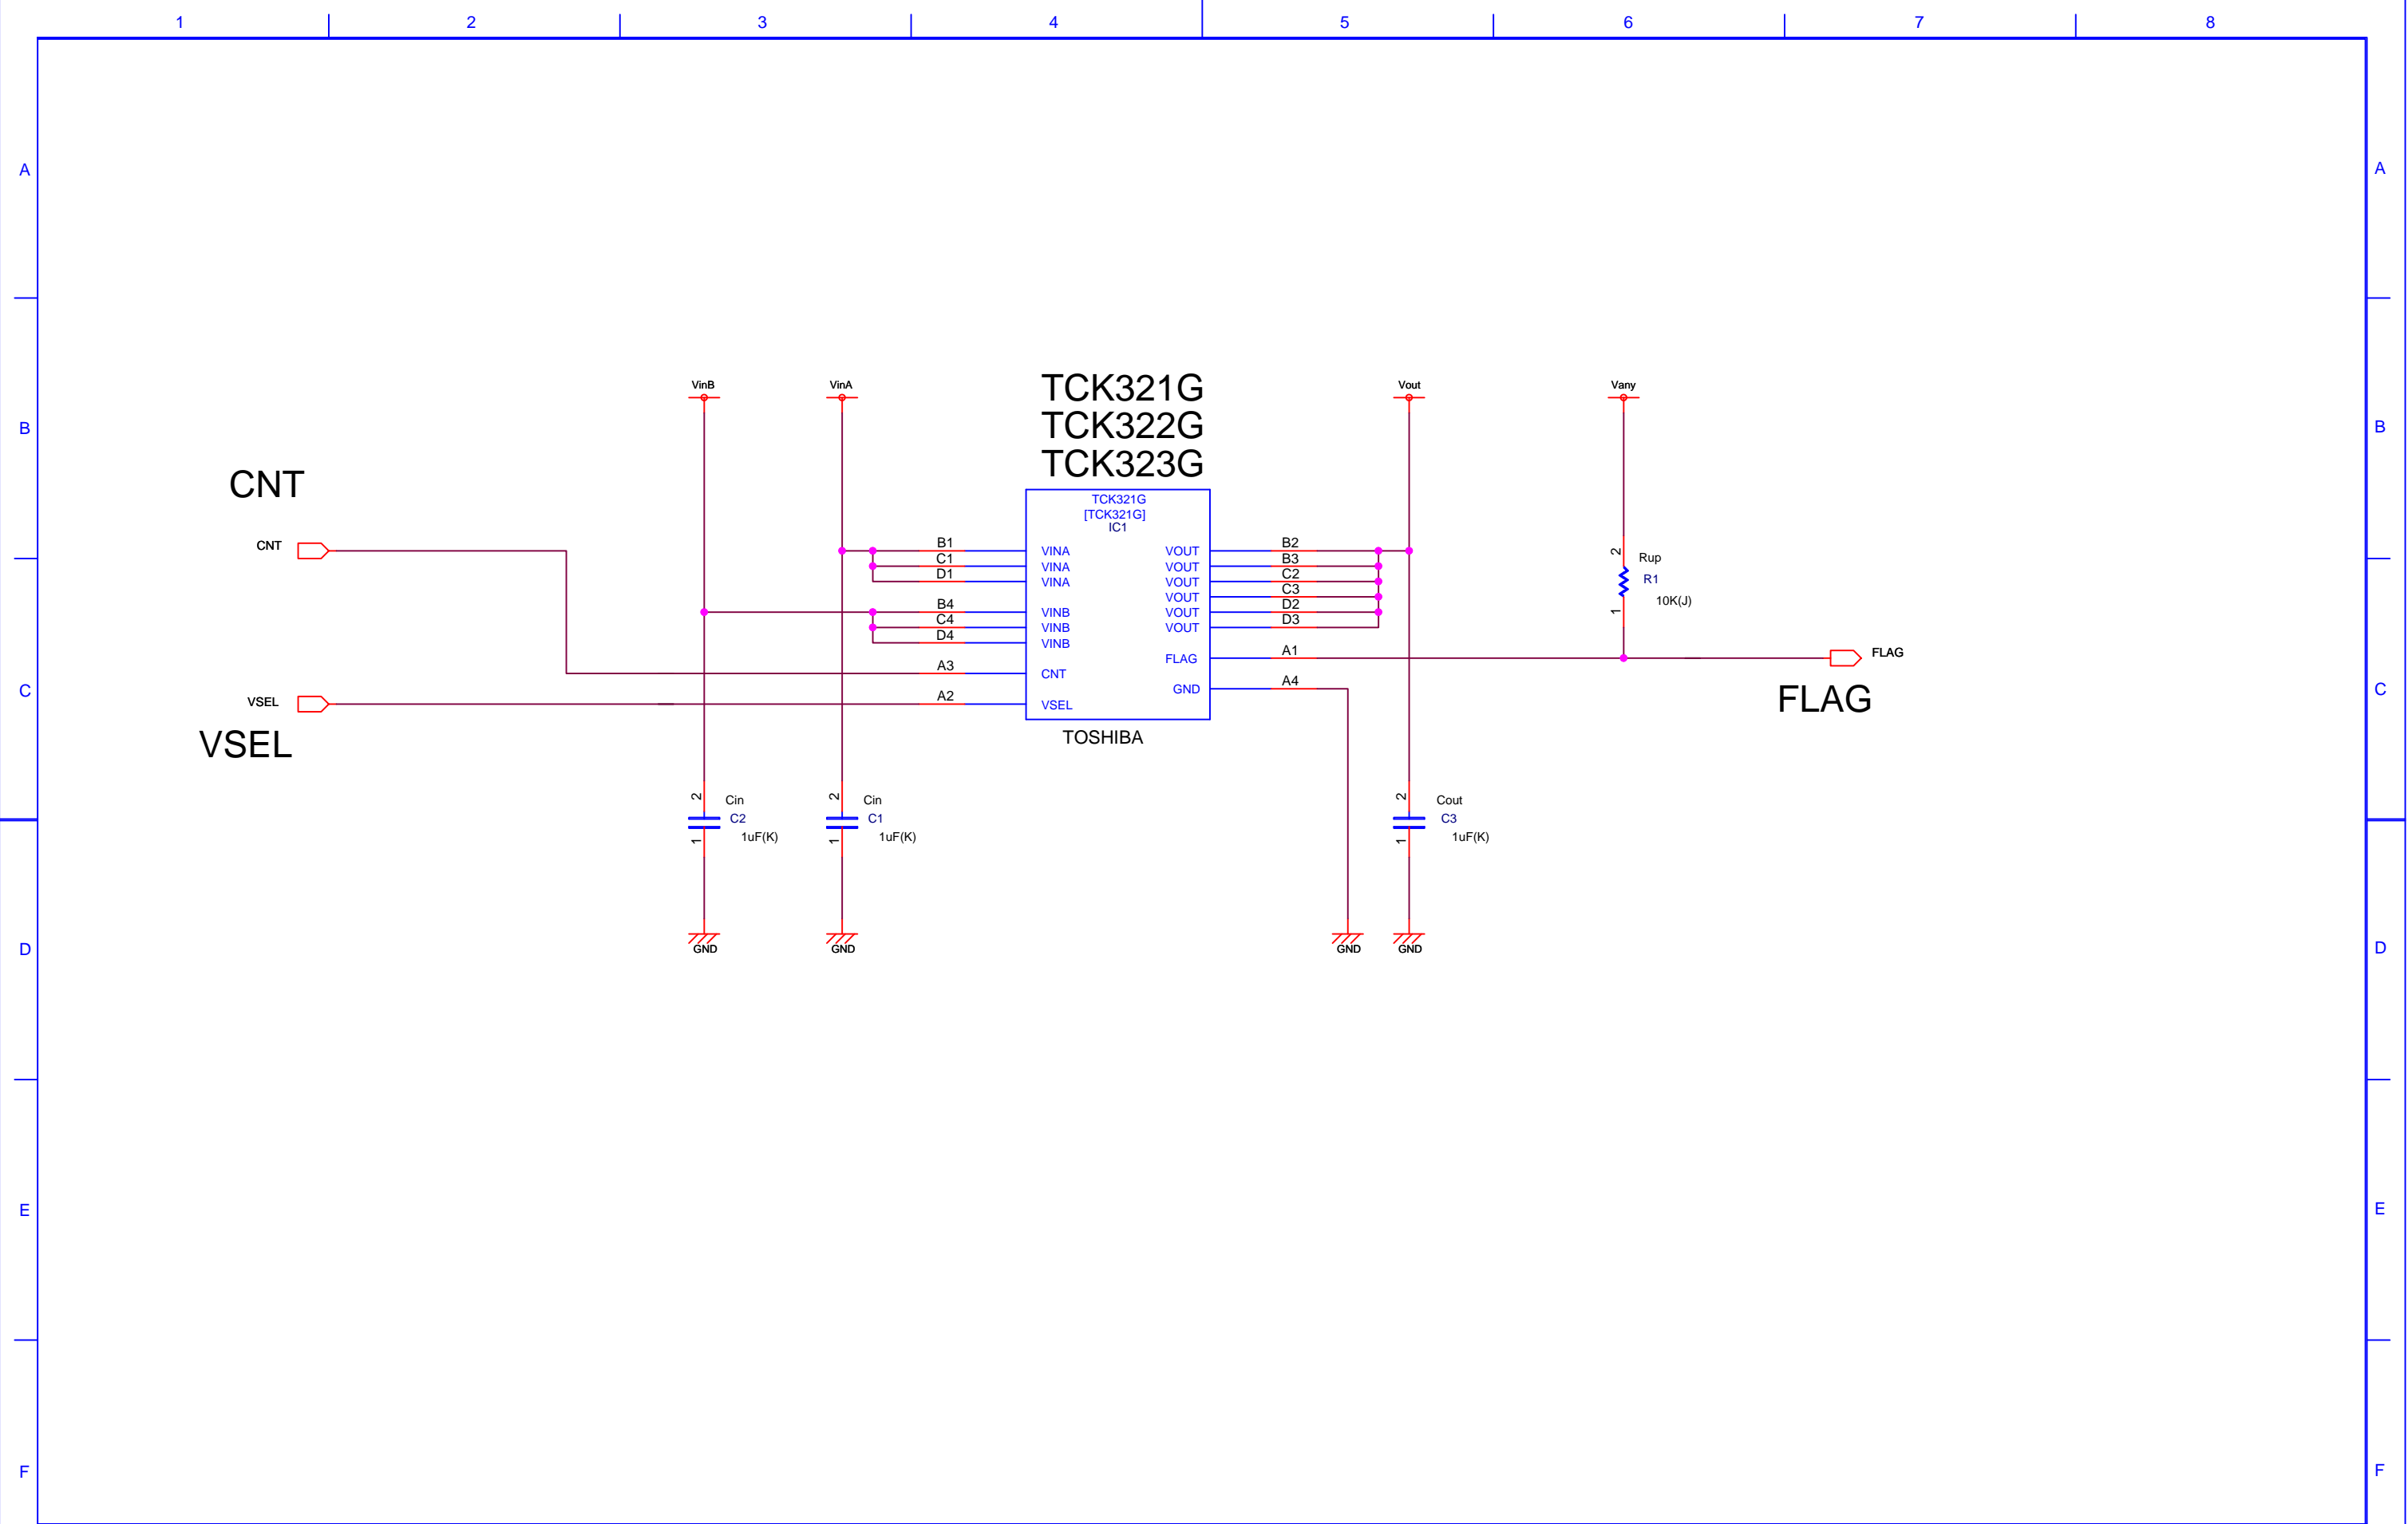 1 2 3 4 5 6 7 8
A A
VinB VinA TCK321G Vout Vany
TCK322G
B B
TCK323G
CNT
TCK321G
[TCK321G]
IC1
CNT B1 VINA VOUT B2
C1 VINA VOUT B3 2 Rup
D1 VINA VOUT C2 R1
VOUT C3 10K(J)
B4 VINB VOUT D2 1
C4 VINB VOUT D3
D4 VINB
FLAG A1 FLAG
A3 CNT
C GND A4 C
VSEL A2 VSEL FLAG
VSEL TOSHIBA
2 Cin 2 Cin 2 Cout
C2 C1 C3
1 1uF(K) 1 1uF(K) 1 1uF(K)
D GND GND GND GND D
E E
F F